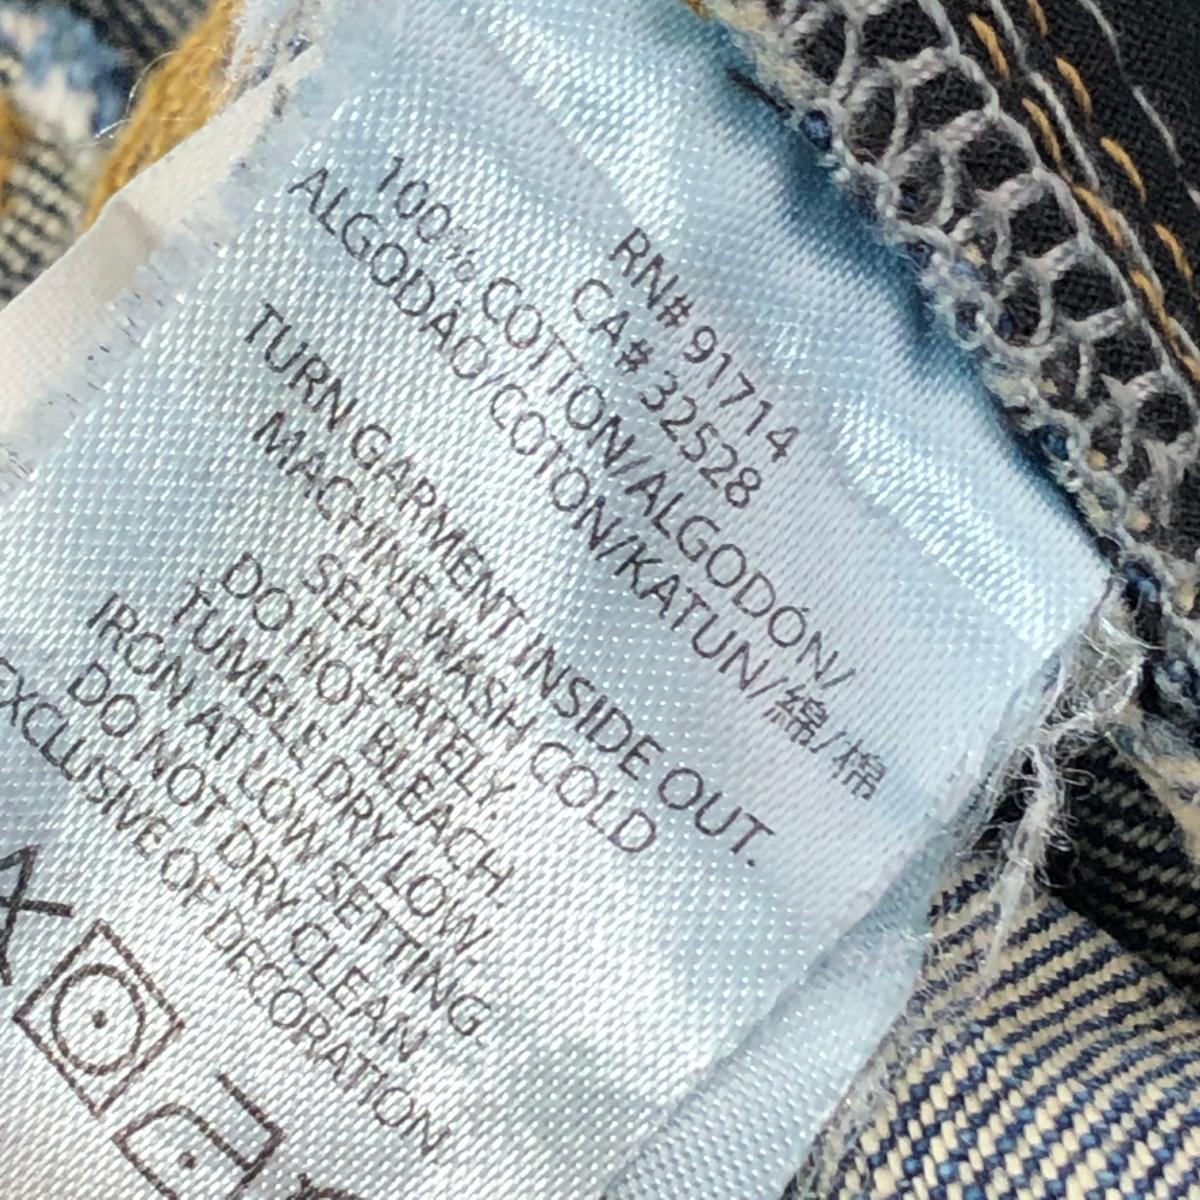 RN# 91714
CA# 32528
100% COTTON/ALGODÓN/
ALGODÃO/COTON/KATUN/綿/棉
TURN GARMENT INSIDE OUT.
MACHINE WASH COLD
SEPARATELY.
DO NOT BLEACH.
TUMBLE DRY LOW.
IRON AT LOW SETTING.
DO NOT DRY CLEAN.
EXCLUSIVE OF DECORATION